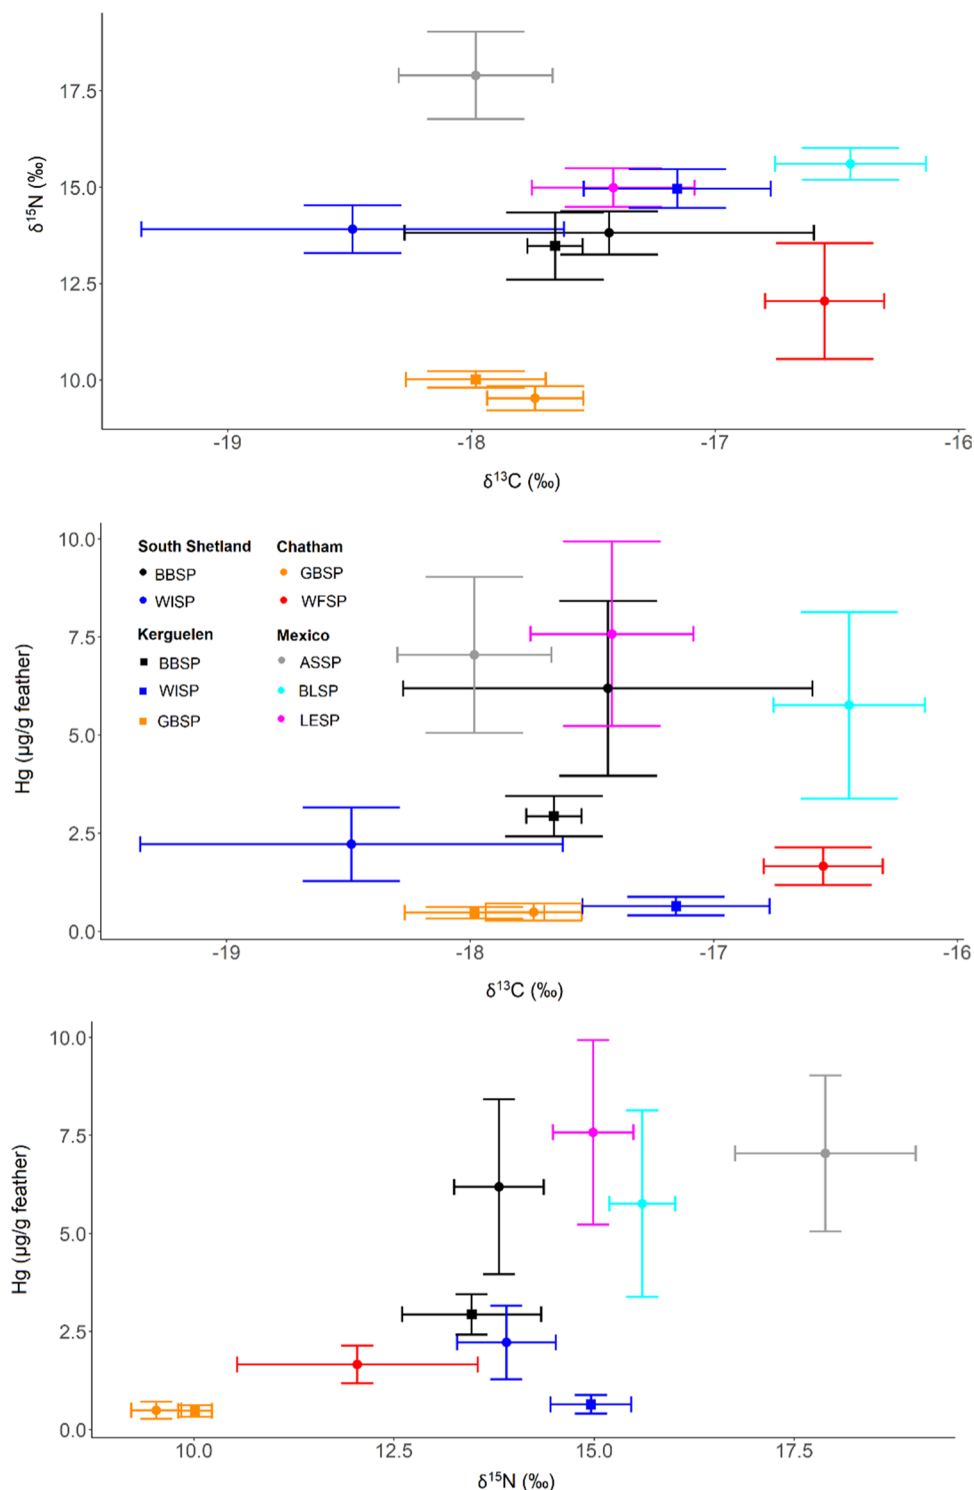 17.5
15.0
12.5
10.0
δ¹⁵N (‰)
-19 -18 -17 -16
δ¹³C (‰)
10.0
7.5
5.0
2.5
0.0
Hg (µg/g feather)
South Shetland
BBSP
WISP
Kerguelen
BBSP
WISP
GBSP
Chatham
GBSP
WFSP
Mexico
ASSP
BLSP
LESP
-19 -18 -17 -16
δ¹³C (‰)
10.0
7.5
5.0
2.5
0.0
Hg (µg/g feather)
10.0 12.5 15.0 17.5
δ¹⁵N (‰)